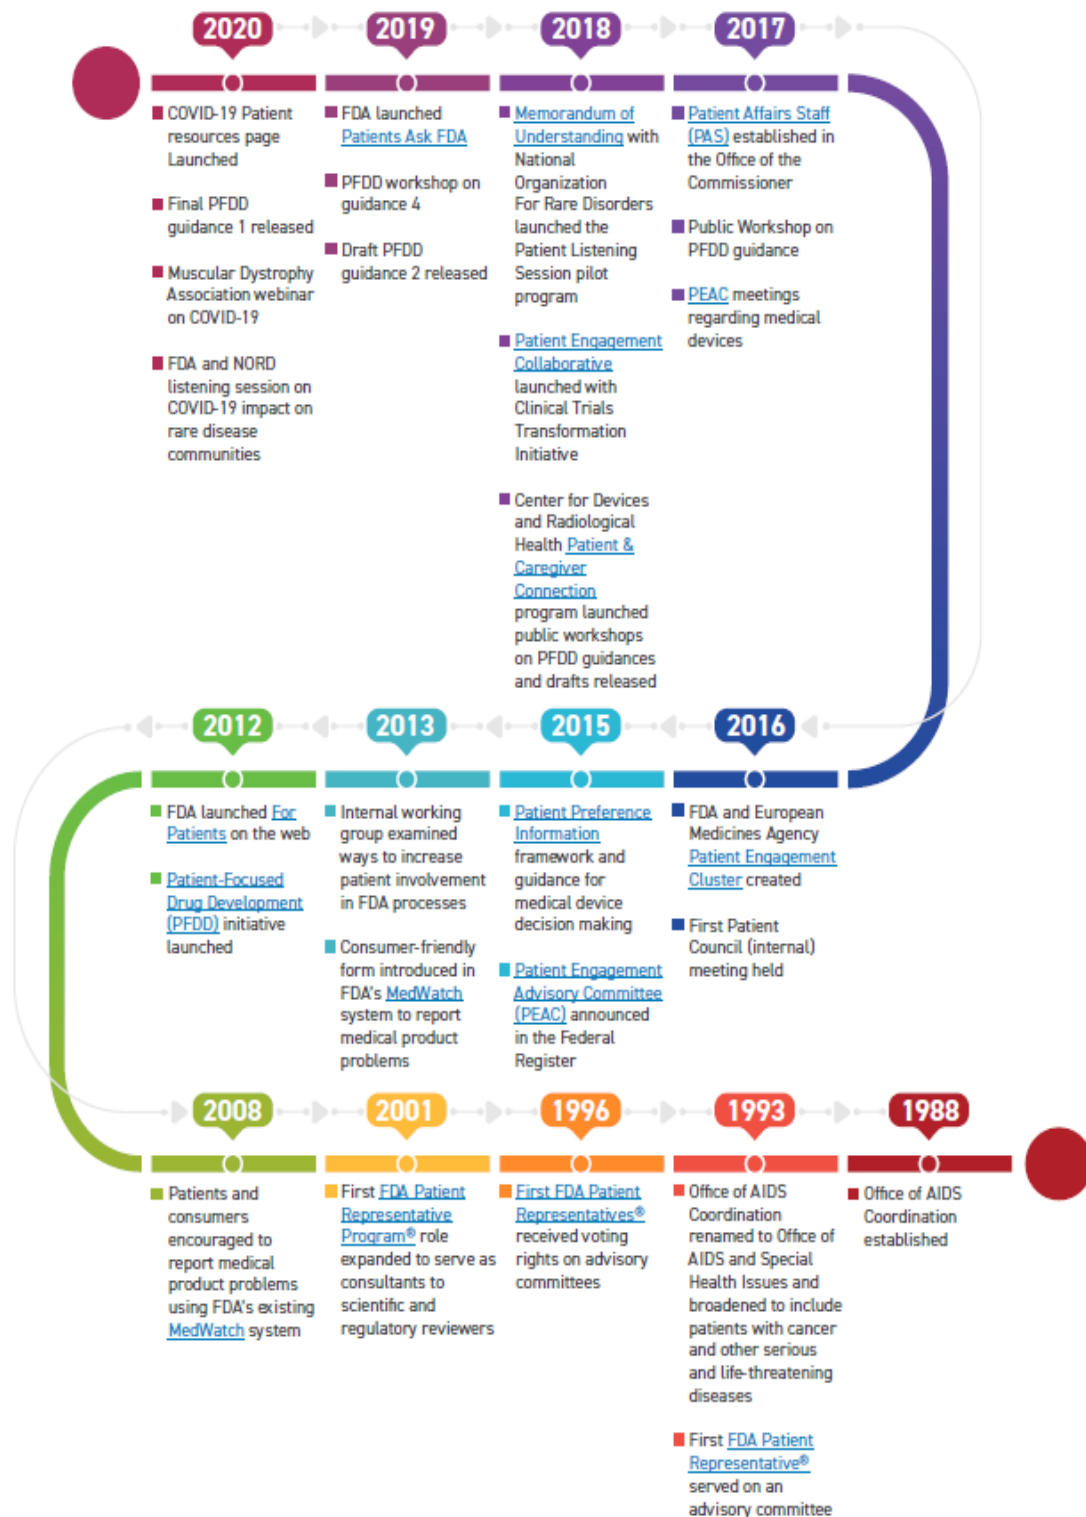 2020
2019
2018
2017
COVID-19 Patient
resources page
Launched
Final PFDD
guidance 1 released
Muscular Dystrophy
Association webinar
on COVID-19
FDA and NORD
listening session on
COVID-19 impact on
rare disease
communities
FDA launched
Patients Ask FDA
PFDD workshop on
guidance 4
Draft PFDD
guidance 2 released
Memorandum of
Understanding with
National
Organization
For Rare Disorders
launched the
Patient Listening
Session pilot
program
Patient Engagement
Collaborative
launched with
Clinical Trials
Transformation
Initiative
Center for Devices
and Radiological
Health Patient &
Caregiver
Connection
program launched
public workshops
on PFDD guidances
and drafts released
Patient Affairs Staff
(PAS) established in
the Office of the
Commissioner
Public Workshop on
PFDD guidance
PEAC meetings
regarding medical
devices
2012
2013
2015
2016
FDA launched For
Patients on the web
Patient-Focused
Drug Development
(PFDD) initiative
launched
Internal working
group examined
ways to increase
patient involvement
in FDA processes
Consumer-friendly
form introduced in
FDA's MedWatch
system to report
medical product
problems
Patient Preference
Information
framework and
guidance for
medical device
decision making
Patient Engagement
Advisory Committee
(PEAC) announced
in the Federal
Register
FDA and European
Medicines Agency
Patient Engagement
Cluster created
First Patient
Council (internal)
meeting held
2008
2001
1996
1993
1988
Patients and
consumers
encouraged to
report medical
product problems
using FDA's existing
MedWatch system
First FDA Patient
Representative
Program® role
expanded to serve as
consultants to
scientific and
regulatory reviewers
First FDA Patient
Representatives®
received voting
rights on advisory
committees
Office of AIDS
Coordination
renamed to Office of
AIDS and Special
Health Issues and
broadened to include
patients with cancer
and other serious
and life-threatening
diseases
First FDA Patient
Representative®
served on an
advisory committee
Office of AIDS
Coordination
established